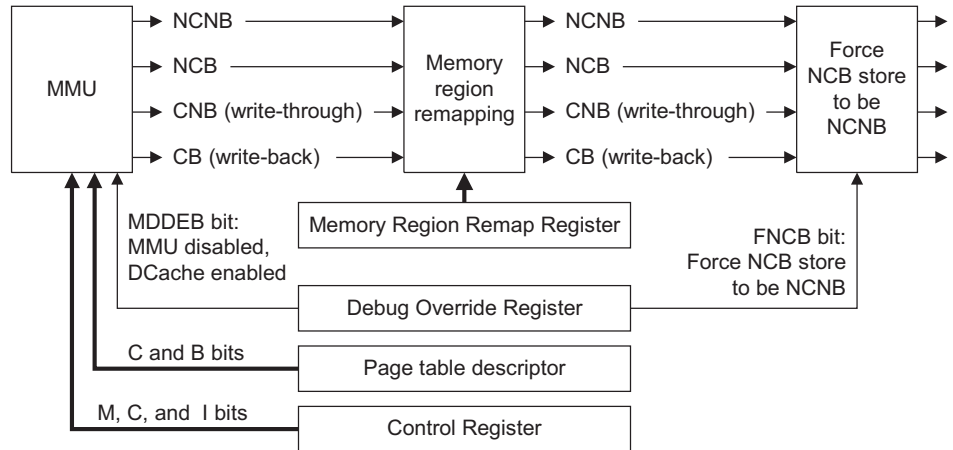 MMU
NCNB
NCB
CNB (write-through)
CB (write-back)
Memory
region
remapping
NCNB
NCB
CNB (write-through)
CB (write-back)
Force
NCB store
to be
NCNB
MDDEB bit:
MMU disabled,
DCache enabled
Memory Region Remap Register
FNCB bit:
Force NCB store
to be NCNB
Debug Override Register
C and B bits
Page table descriptor
M, C, and I bits
Control Register